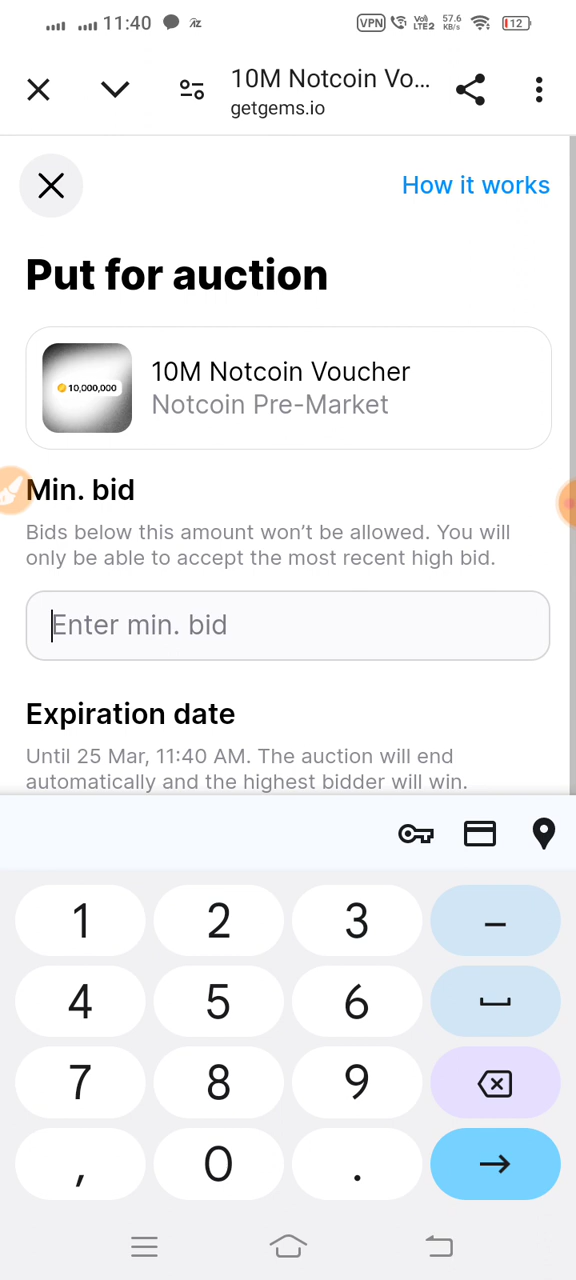 11:40
VPN
Vol LTE2
57.6 KB/s
12
10M Notcoin Vo...
getgems.io
How it works
Put for auction
10,000,000
10M Notcoin Voucher
Notcoin Pre-Market
Min. bid
Bids below this amount won’t be allowed. You will
only be able to accept the most recent high bid.
Enter min. bid
Expiration date
Until 25 Mar, 11:40 AM. The auction will end
automatically and the highest bidder will win.
1 2 3 –
4 5 6
7 8 9
, 0 .